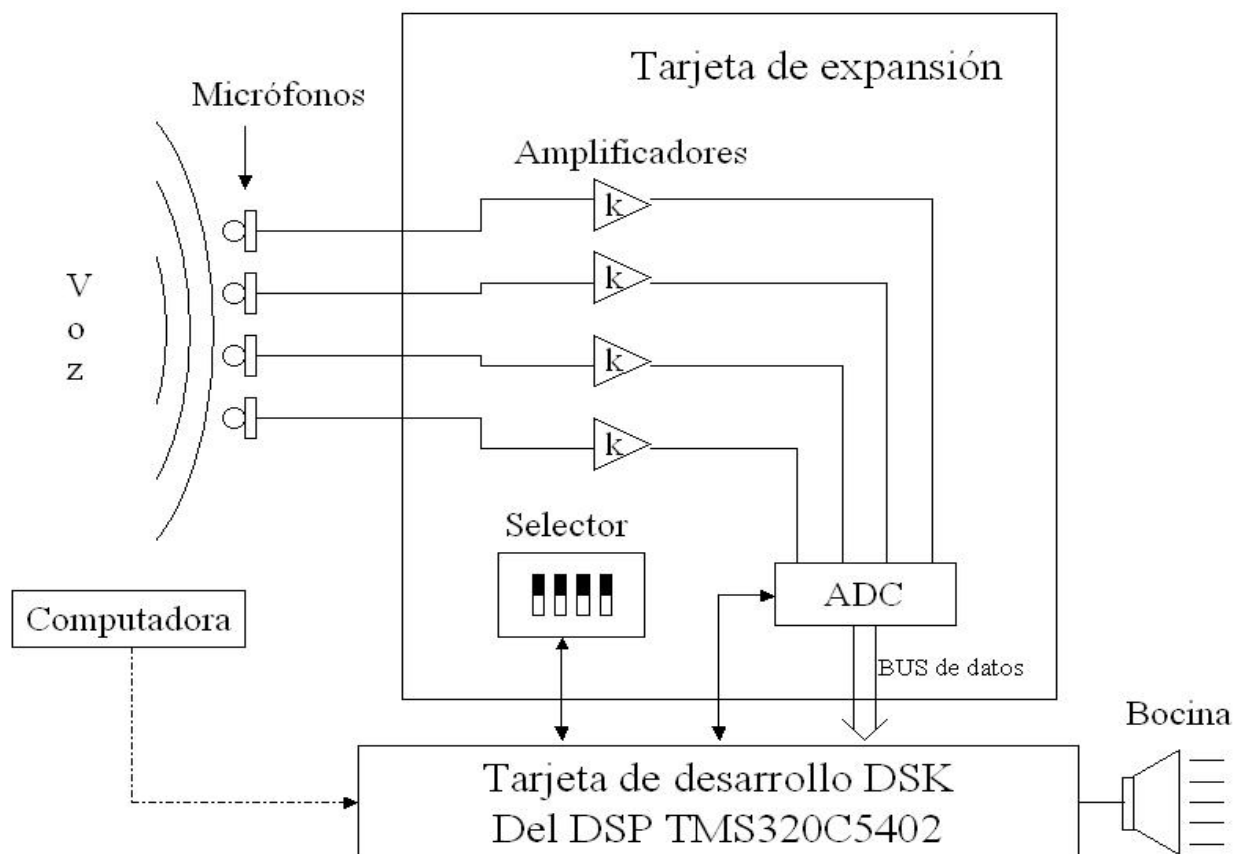 Tarjeta de expansión
Micrófonos
Amplificadores
k
k
k
k
V
o
z
Selector
ADC
Computadora
BUS de datos
Bocina
Tarjeta de desarrollo DSK
Del DSP TMS320C5402